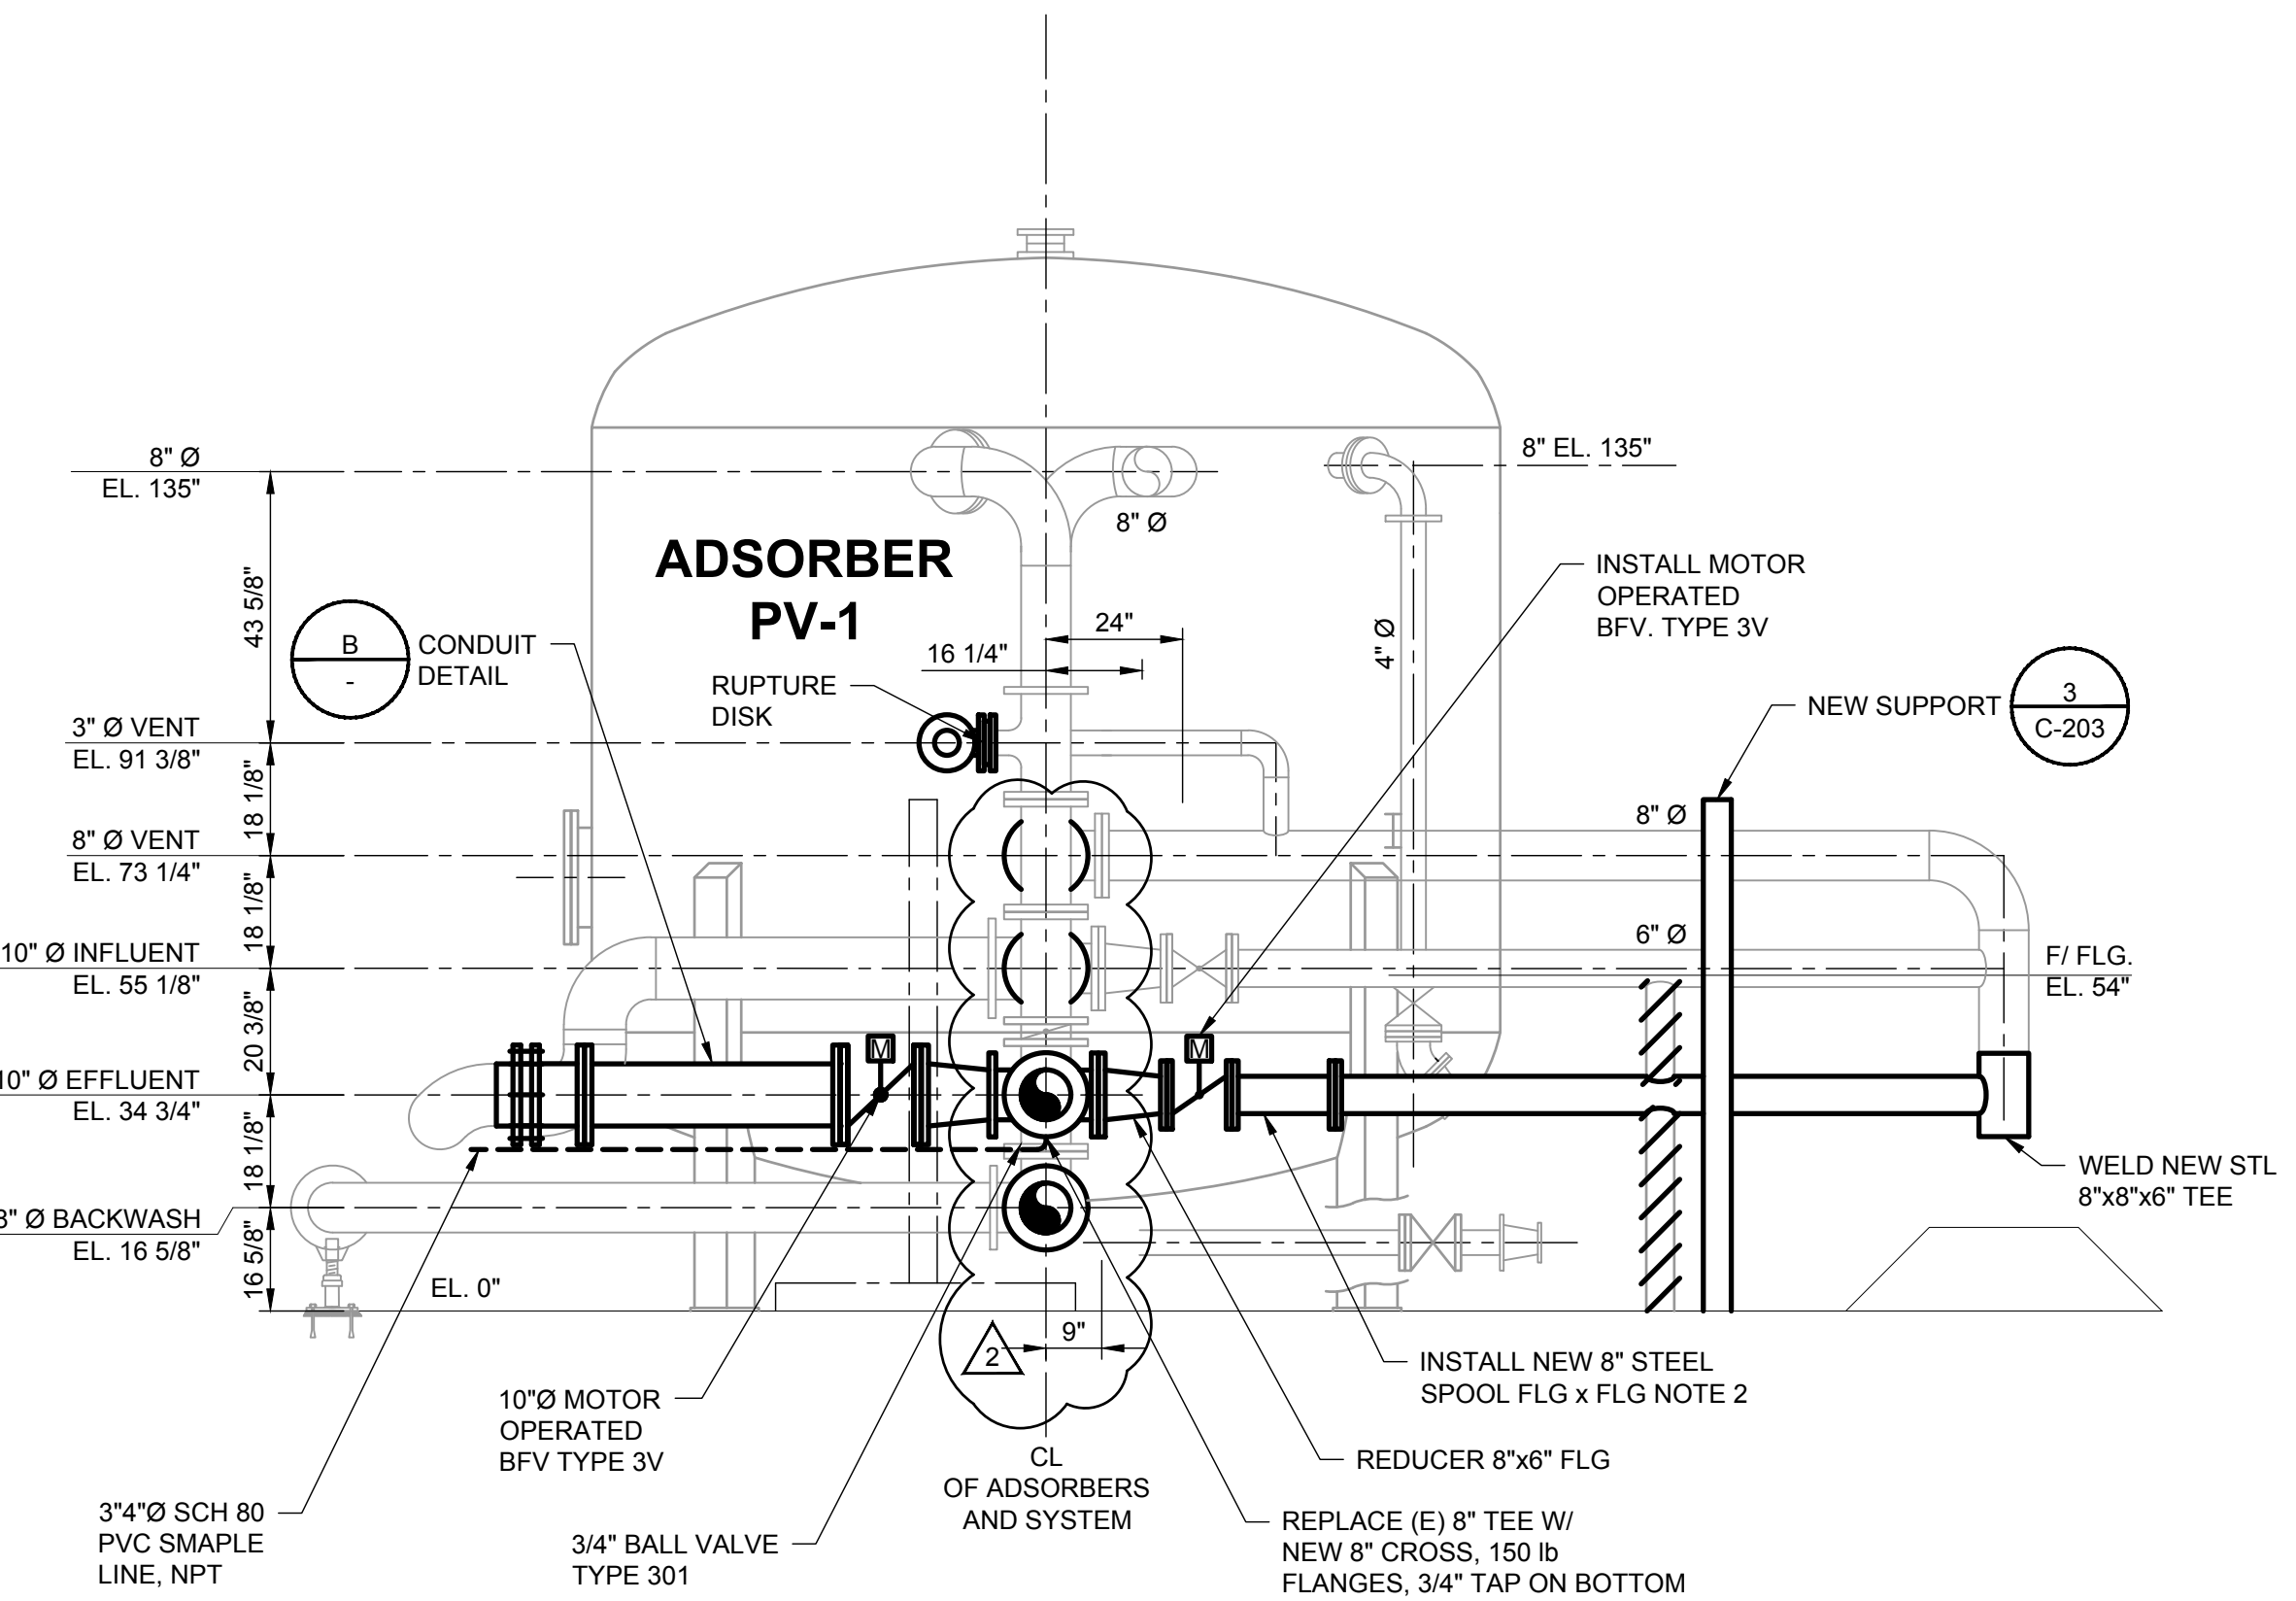 8" Ø
EL. 135"
8" EL. 135"
8" Ø
ADSORBER
PV-1
43 5/8"
B
-
CONDUIT
DETAIL
24"
16 1/4"
RUPTURE
DISK
4" Ø
INSTALL MOTOR
OPERATED
BFV. TYPE 3V
NEW SUPPORT
3
C-203
3" Ø VENT
EL. 91 3/8"
18 1/8"
8" Ø VENT
EL. 73 1/4"
8" Ø
18 1/8"
10" Ø INFLUENT
EL. 55 1/8"
6" Ø
F/ FLG.
EL. 54"
20 3/8"
M
M
10" Ø EFFLUENT
EL. 34 3/4"
18 1/8"
WELD NEW STL
8"x8"x6" TEE
8" Ø BACKWASH
EL. 16 5/8"
16 5/8"
EL. 0"
2
9"
INSTALL NEW 8" STEEL
SPOOL FLG x FLG NOTE 2
10"Ø MOTOR
OPERATED
BFV TYPE 3V
CL
OF ADSORBERS
AND SYSTEM
REDUCER 8"x6" FLG
3"4"Ø SCH 80
PVC SMAPLE
LINE, NPT
3/4" BALL VALVE
TYPE 301
REPLACE (E) 8" TEE W/
NEW 8" CROSS, 150 lb
FLANGES, 3/4" TAP ON BOTTOM